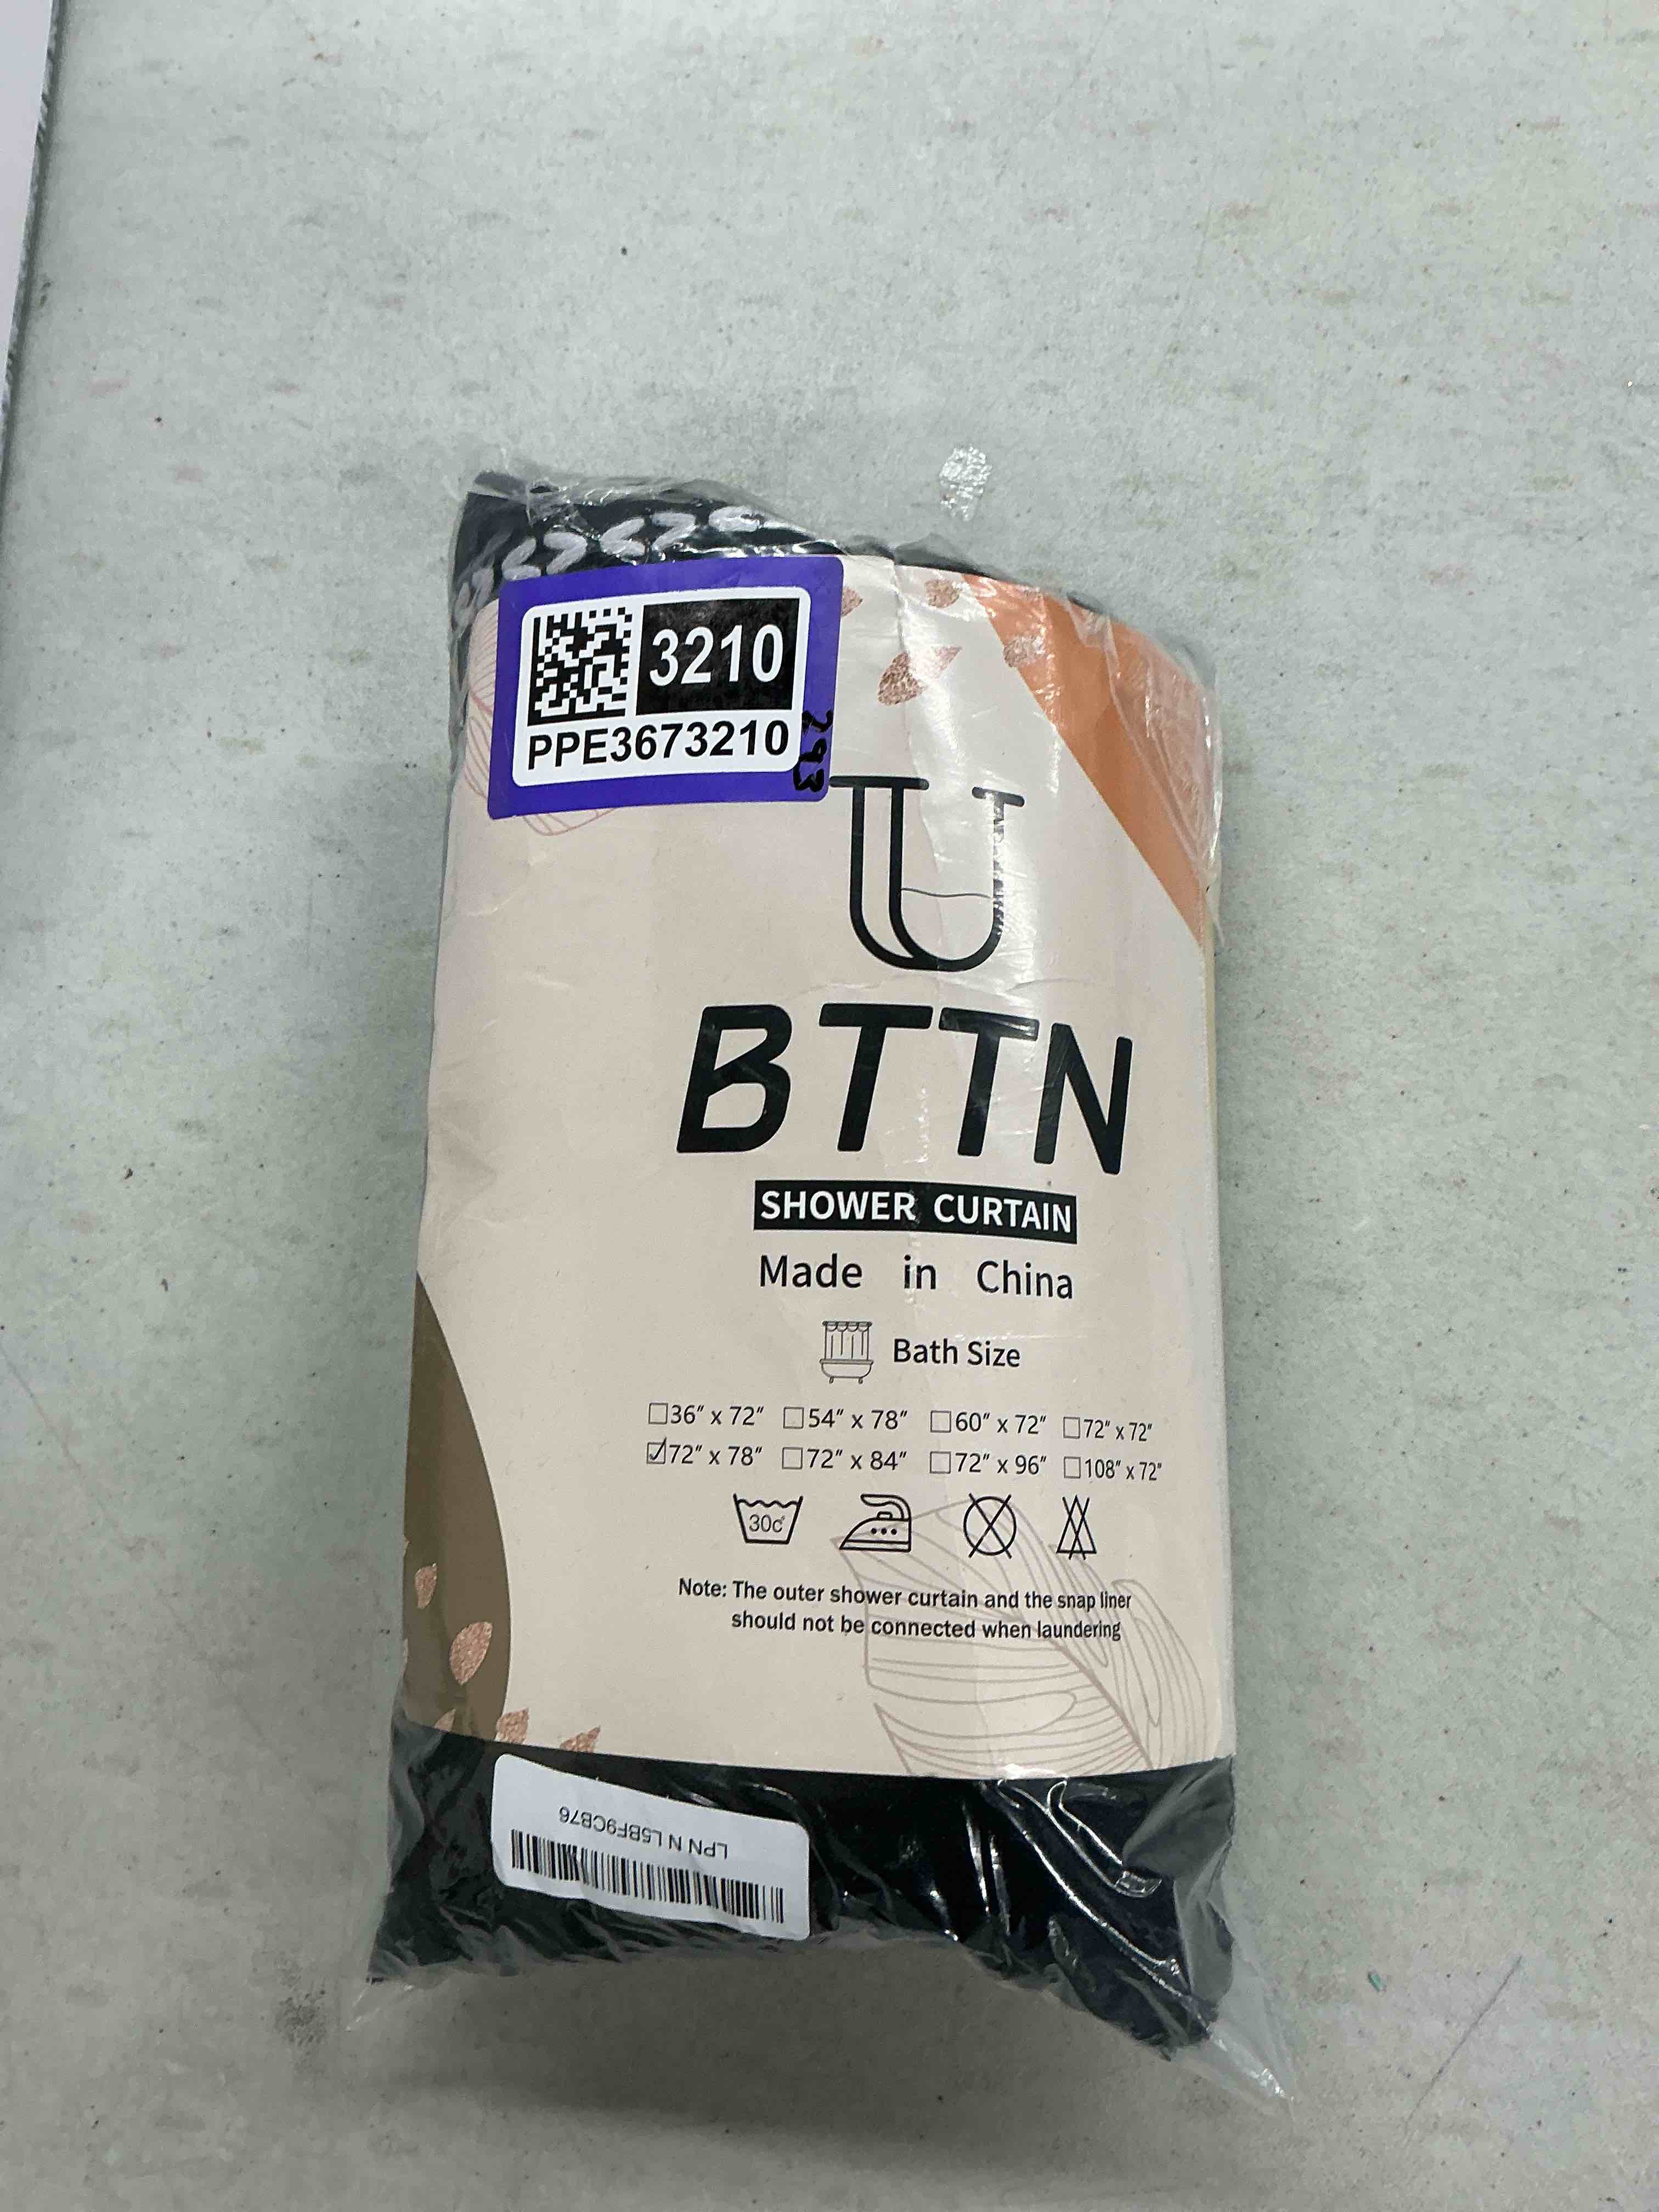 3210
PPE3673210
293
U
BTTN
SHOWER CURTAIN
Made in China
Bath Size
☐36" x 72" ☐54" x 78" ☐60" x 72" ☐72" x 72"
☑72" x 78" ☐72" x 84" ☐72" x 96" ☐108" x 72"
30c
Note: The outer shower curtain and the snap liner
should not be connected when laundering
LPN N L5BF9CB76